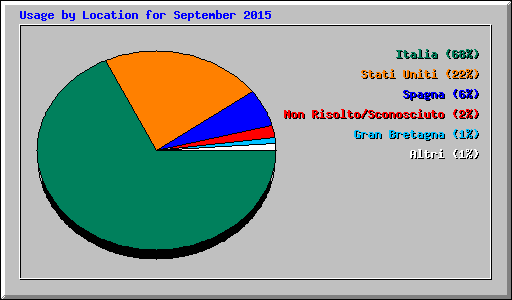 Usage by Location for September 2015
Italia (68%)
Stati Uniti (22%)
Spagna (6%)
Non Risolto/Sconosciuto (2%)
Gran Bretagna (1%)
Altri (1%)